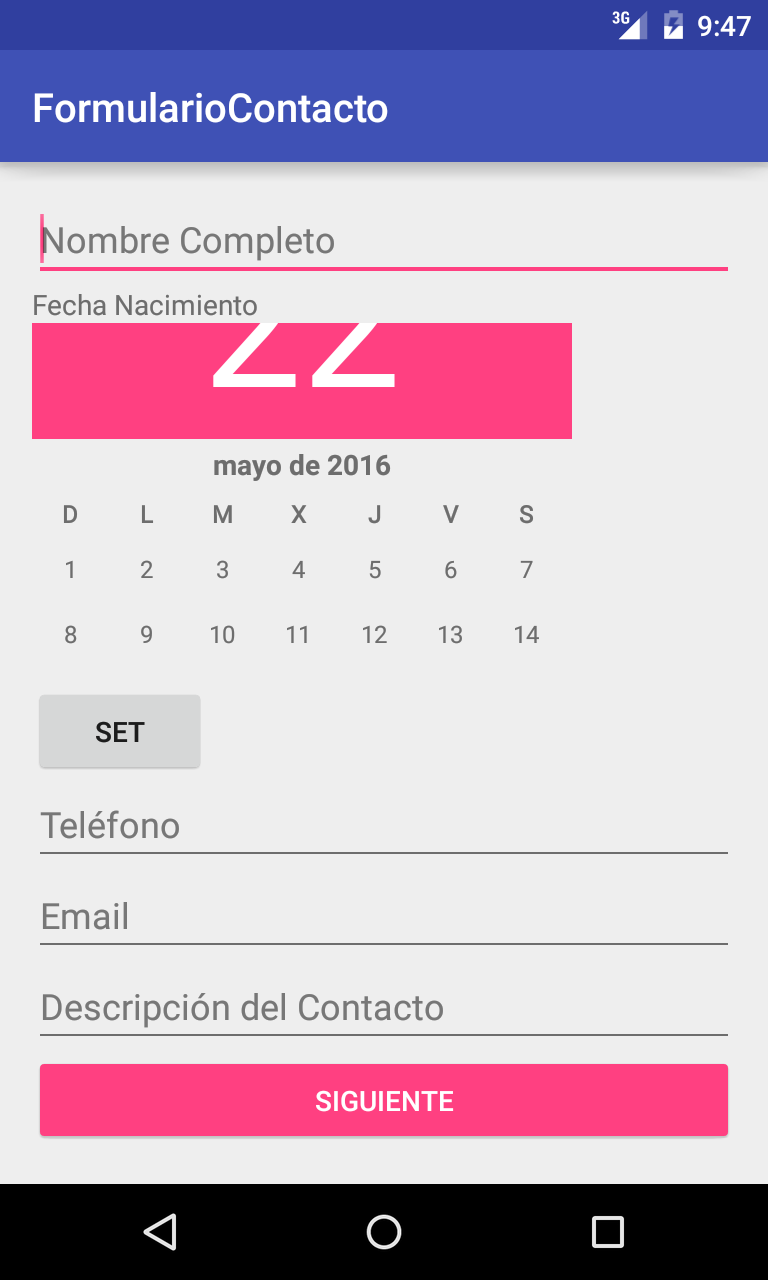 3G 9:47
FormularioContacto
Nombre Completo
Fecha Nacimiento
22
mayo de 2016
D L M X J V S
1 2 3 4 5 6 7
8 9 10 11 12 13 14
SET
Teléfono
Email
Descripción del Contacto
SIGUIENTE